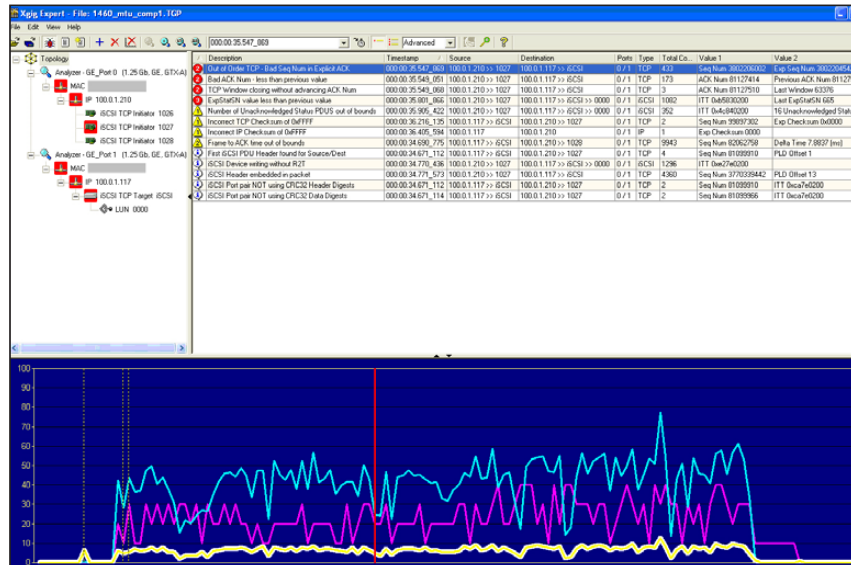 Xgig Expert - File: 1460_mtu_comp1.TGP
File Edit View Help
000:00:35.547_069 Advanced
Topology
Analyzer - GE_Port 0 (1.25 Gb, GE, GTX-A)
MAC
IP 100.0.1.210
iSCSI TCP Initiator 1026
iSCSI TCP Initiator 1027
iSCSI TCP Initiator 1028
Analyzer - GE_Port 1 (1.25 Gb, GE, GTX-A)
MAC
IP 100.0.1.117
iSCSI TCP Target iSCSI
LUN 0000
/ Description Timestamp / Source Destination Ports Type Total Co... Value 1 Value 2
2 Out of Order TCP - Bad Seq Num in Explicit ACK 000:00:35.547_069 100.0.1.210 >> 1027 100.0.1.117 >> iSCSI 0 / 1 TCP 433 Seq Num 3802206002
2 Bad ACK Num - less than previous value 000:00:35.549_051 100.0.1.210 >> 1027 100.0.1.117 >> iSCSI 0 / 1 TCP 173 ACK Num 81127414
TCP Window closing without advancing ACK Num 000:00:35.549_060 100.0.1.210 >> 1027 100.0.1.117 >> iSCSI 0 / 1 TCP 3 ACK Num 81127510 Last Window 63376
ExpStatSN value less than previous value 000:00:35.801_066 100.0.1.210 >> 1027 100.0.1.117 >> iSCSI >> 0000 0 / 1 iSCSI 1082 ITT 0xb5830200 Last ExpStatSN 665
Number of Unacknowledged Status PDUS out of bounds 000:00:35.905_422 100.0.1.210 >> 1027 100.0.1.117 >> iSCSI 0 / 1 iSCSI 352 ITT 0x4c840200 16 Unacknowledged
Incorrect TCP Checksum of 0xFFFF 000:00:36.216_135 100.0.1.117 >> iSCSI 100.0.1.210 >> 1027 0 / 1 TCP 2 Seq Num 99897302 Exp Checksum 0x0000
Incorrect IP Checksum of 0xFFFF 000:00:36.405_594 100.0.1.117 100.0.1.210 0 / 1 IP 1 Exp Checksum 0000
Frame to ACK time out of bounds 000:00:34.690_775 100.0.1.117 >> iSCSI 100.0.1.210 >> 1028 0 / 1 TCP 9943 Seq Num 82062758 Delta Time 7.8837 (ms)
First iSCSI PDU Header found for Source/Dest 000:00:34.671_112 100.0.1.117 >> iSCSI 100.0.1.210 >> 1027 0 / 1 TCP 4 Seq Num 81099910 PLD Offset 1
iSCSI Device writing without R2T 000:00:34.770_436 100.0.1.210 >> 1027 100.0.1.117 >> iSCSI >> 0000 0 / 1 iSCSI 1296 ITT 0xe27e0200
iSCSI Header embedded in packet 000:00:34.771_573 100.0.1.210 >> 1027 100.0.1.117 >> iSCSI 0 / 1 TCP 4360 Seq Num 3770339442 PLD Offset 13
iSCSI Port pair NOT using CRC32 Header Digests 000:00:34.671_112 100.0.1.117 >> iSCSI 100.0.1.210 >> 1027 0 / 1 TCP 2 Seq Num 81099910 ITT 0xca7e0200
iSCSI Port pair NOT using CRC32 Data Digests 000:00:34.671_114 100.0.1.117 >> iSCSI 100.0.1.210 >> 1027 0 / 1 TCP 2 Seq Num 81099966 ITT 0xca7e0200
100
90
80
70
60
50
40
30
20
10
0